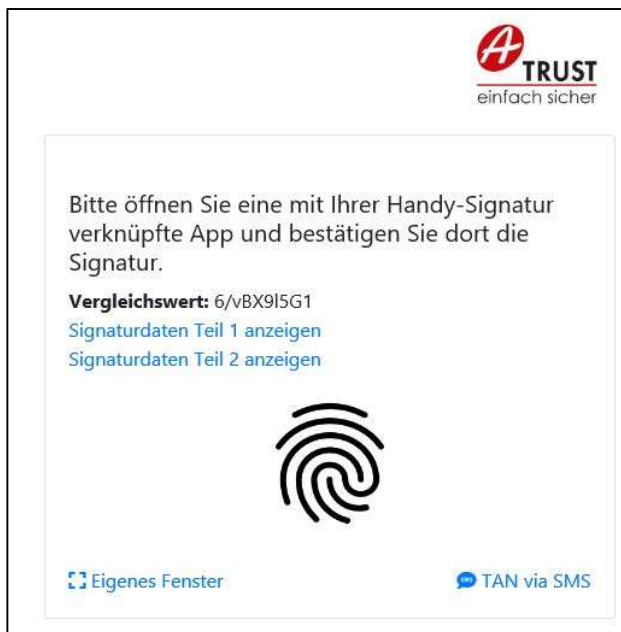 A
TRUST
einfach sicher
Bitte öffnen Sie eine mit Ihrer Handy-Signatur
verknüpfte App und bestätigen Sie dort die
Signatur.
Vergleichswert: 6/vBX9l5G1
Signaturdaten Teil 1 anzeigen
Signaturdaten Teil 2 anzeigen
Eigenes Fenster
TAN via SMS